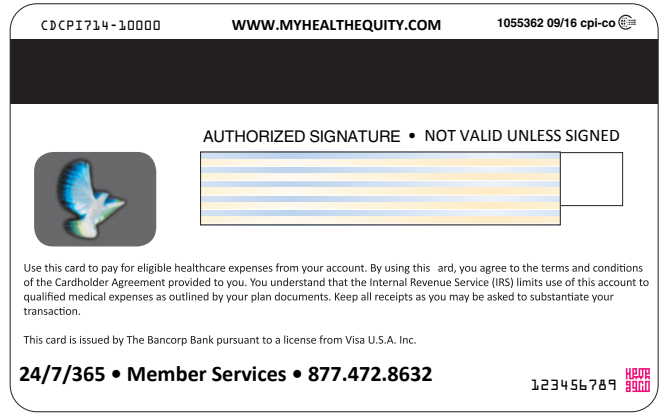 CDCPI714-10000 WWW.MYHEALTHEQUITY.COM 1055362 09/16 cpi-co
AUTHORIZED SIGNATURE • NOT VALID UNLESS SIGNED
Use this card to pay for eligible healthcare expenses from your account. By using this ard, you agree to the terms and conditions
of the Cardholder Agreement provided to you. You understand that the Internal Revenue Service (IRS) limits use of this account to
qualified medical expenses as outlined by your plan documents. Keep all receipts as you may be asked to substantiate your
transaction.
This card is issued by The Bancorp Bank pursuant to a license from Visa U.S.A. Inc.
24/7/365 • Member Services • 877.472.8632
123456789